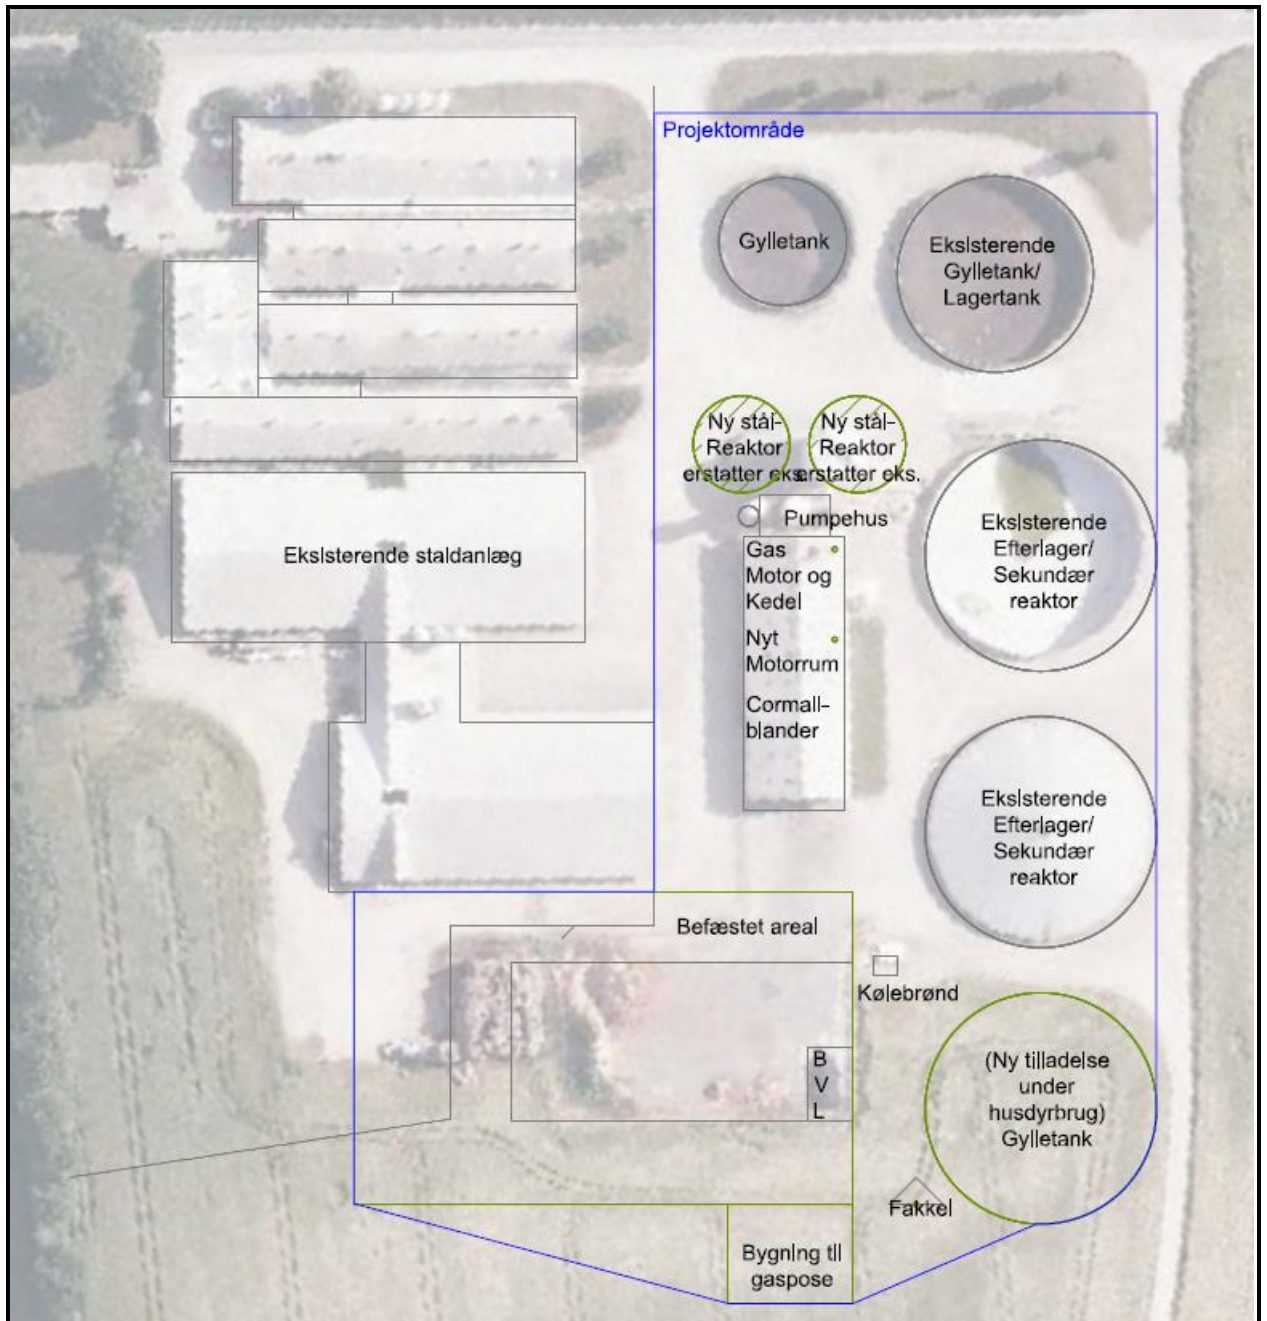 Projektområde
Gylletank
Eksisterende
Gylletank/
Lagertank
Ny stål-
Reaktor
erstatter eks.
Ny stål-
Reaktor
erstatter eks.
Pumpehus
Gas
Motor og
Kedel
Nyt
Motorrum
Cormall-
blander
Eksisterende
Efterlager/
Sekundær
reaktor
Eksisterende staldanlæg
Eksisterende
Efterlager/
Sekundær
reaktor
Befæstet areal
Kølebrønd
B
V
L
(Ny tilladelse
under
husdyrbrug)
Gylletank
Fakkel
Bygning til
gaspose